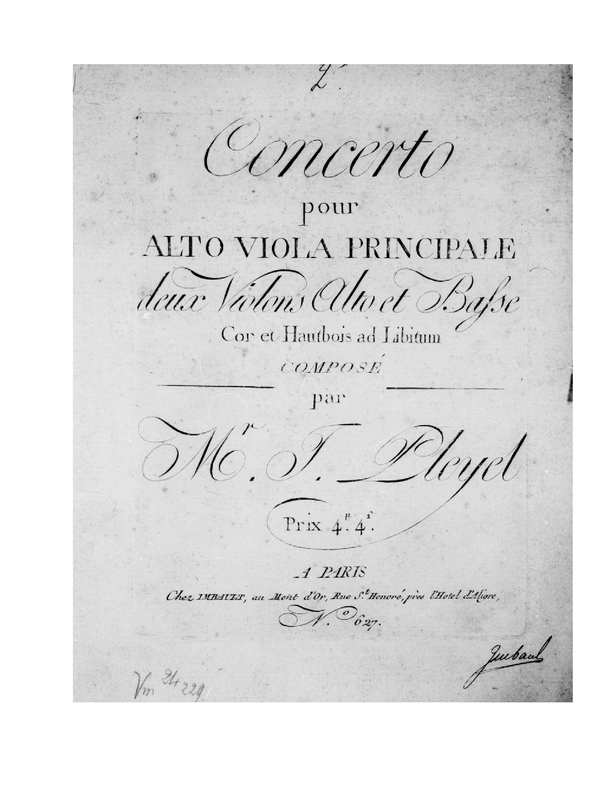 2.e
Concerto
pour
ALTO VIOLA PRINCIPALE
deux Violons Alto et Baſse
Cor et Hautbois ad Libitum
COMPOSÉ
par
Mr. I. Pleyel
Prix 4.# 4.s
A PARIS
Chez IMBAULT, au Mont d'Or, Rue St. Honoré, près l'Hotel d'Aligre,
N.o 627.
Imbault
Vm 24 229.